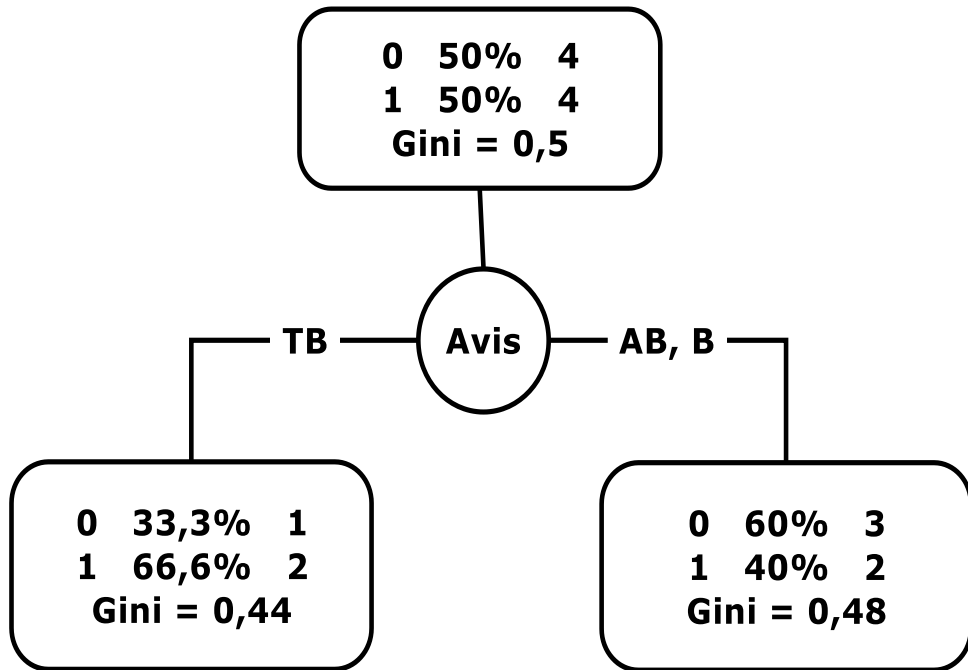 0 50% 4
1 50% 4
Gini = 0,5
TB
Avis
AB, B
0 33,3% 1
1 66,6% 2
Gini = 0,44
0 60% 3
1 40% 2
Gini = 0,48